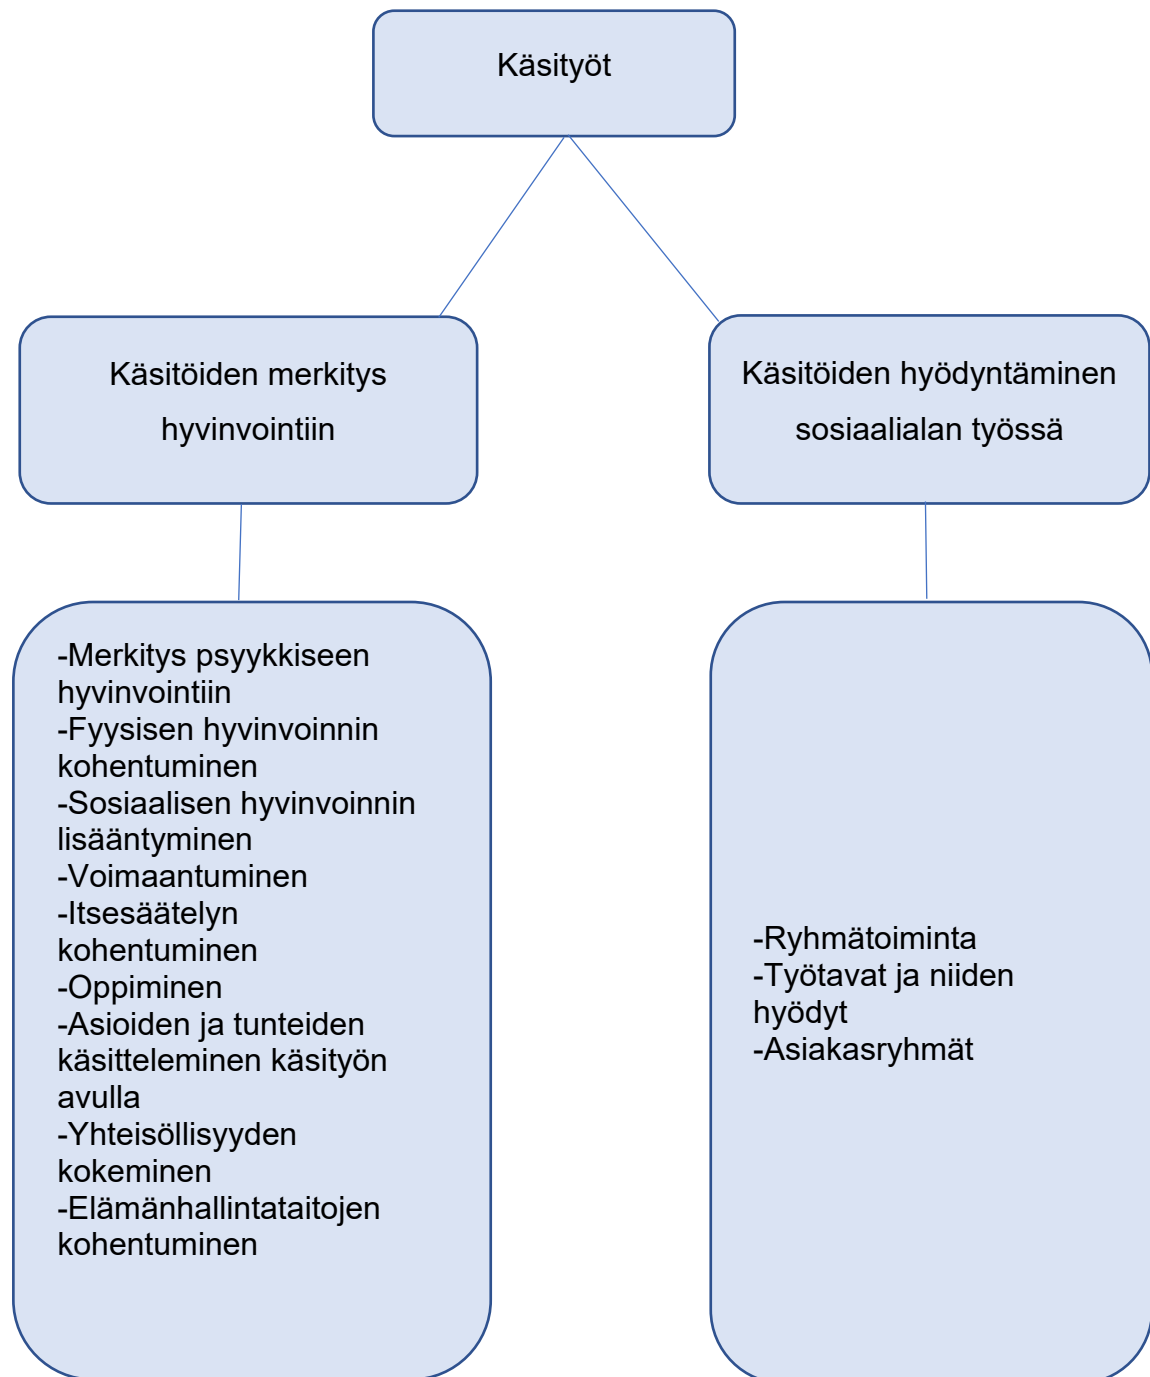 Käsityöt
Käsitöiden merkitys
hyvinvointiin
Käsitöiden hyödyntäminen
sosiaalialan työssä
-Merkitys psyykkiseen
hyvinvointiin
-Fyysisen hyvinvoinnin
kohentuminen
-Sosiaalisen hyvinvoinnin
lisääntyminen
-Voimaantuminen
-Itsesäätelyn
kohentuminen
-Oppiminen
-Asioiden ja tunteiden
käsitteleminen käsityön
avulla
-Yhteisöllisyyden
kokeminen
-Elämänhallintataitojen
kohentuminen
-Ryhmätoiminta
-Työtavat ja niiden
hyödyt
-Asiakasryhmät